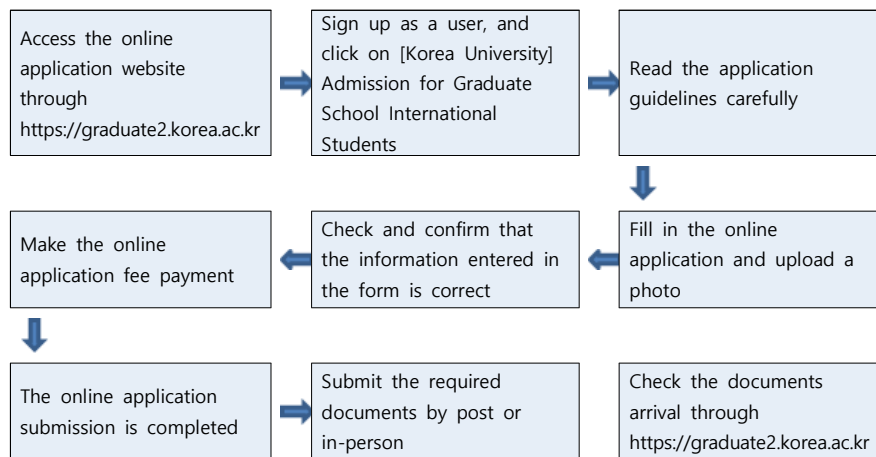 Access the online
application website
through
https://graduate2.korea.ac.kr
Sign up as a user, and
click on [Korea University]
Admission for Graduate
School International
Students
Read the application
guidelines carefully
Fill in the online
application and upload a
photo
Check and confirm that
the information entered in
the form is correct
Make the online
application fee payment
The online application
submission is completed
Submit the required
documents by post or
in-person
Check the documents
arrival through
https://graduate2.korea.ac.kr